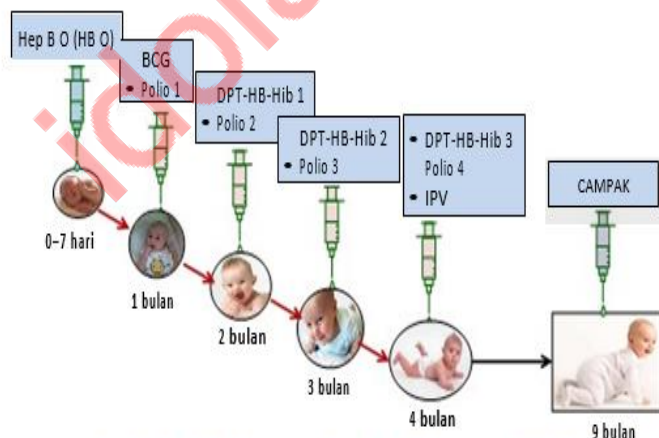 Hep B O (HB O)
BCG
• Polio 1
DPT-HB-Hib 1
• Polio 2
DPT-HB-Hib 2
• Polio 3
• DPT-HB-Hib 3
Polio 4
• IPV
CAMPAK
0–7 hari
1 bulan
2 bulan
3 bulan
4 bulan
9 bulan